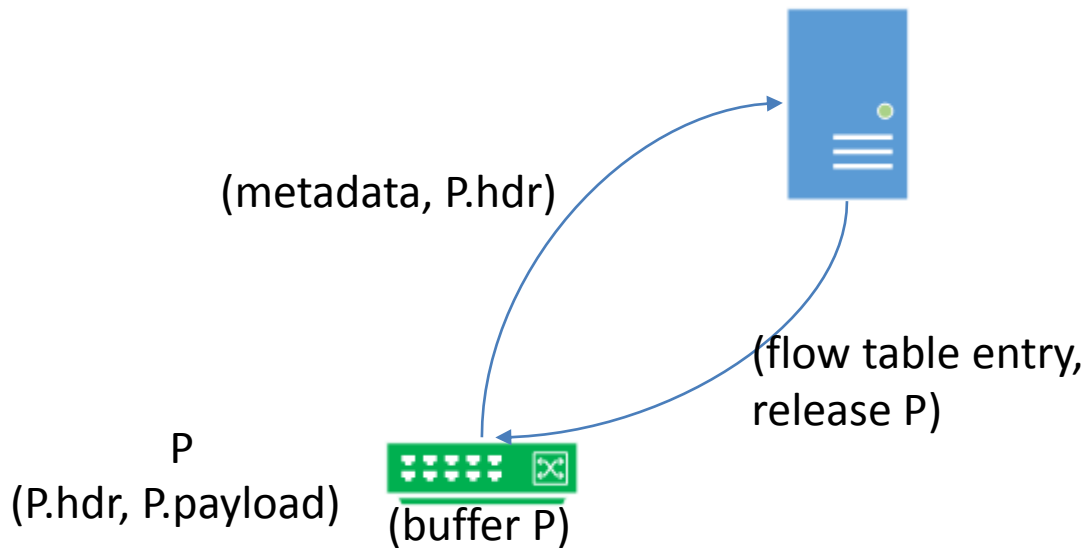 (metadata, P.hdr)
(flow table entry,
release P)
P
(P.hdr, P.payload)
(buffer P)